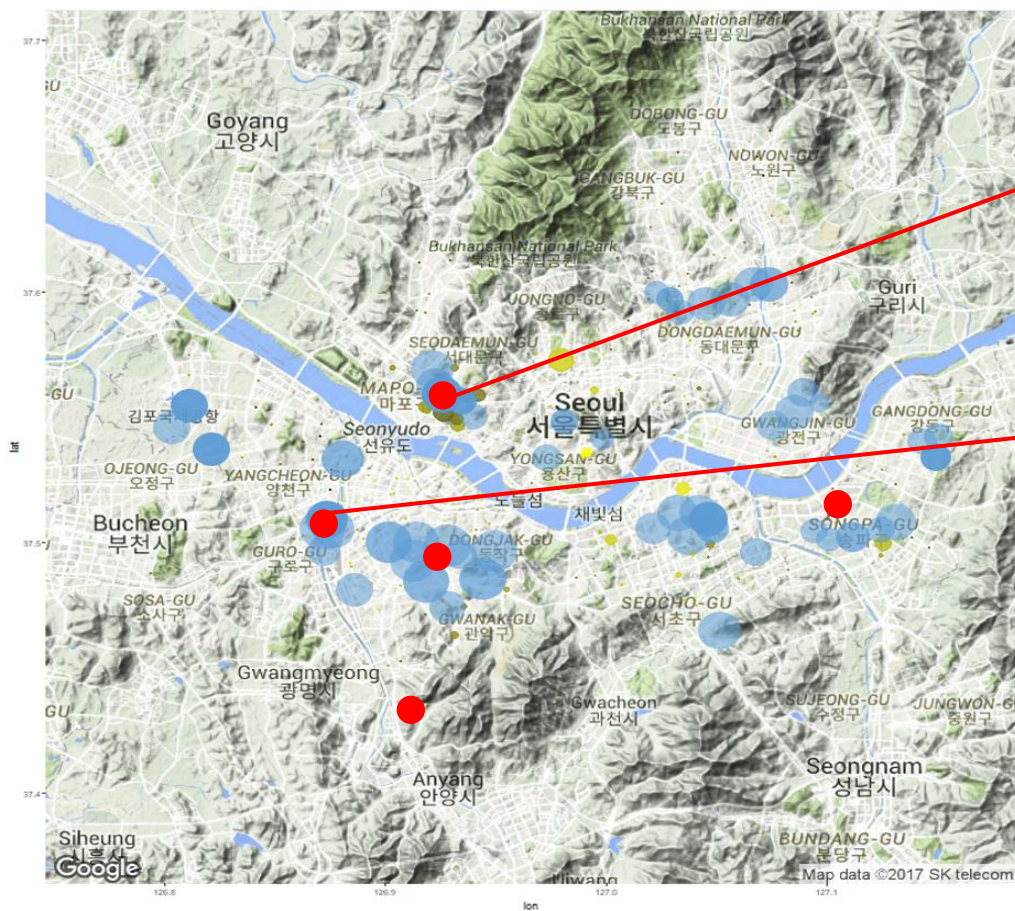 Bukhansan National Park
북한산국립공원
37.7
GU
DOBONG-GU
도봉구
Goyang
고양시
NOWON-GU
노원구
GANGBUK-GU
강북구
Bukhansan National Park
북한산국립공원
Guri
구리시
37.6
JONGNO-GU
종로구
SEODAEMUN-GU
서대문구
DONGDAEMUN-GU
동대문구
GU
MAPO
마포구
Seoul
서울특별시
김포국제공항
Seonyudo
선유도
GWANGJIN-GU
광진구
GANGDONG-GU
강동구
lat
OJEONG-GU
오정구
YANGCHEON-GU
양천구
YONGSAN-GU
용산구
노들섬
채빛섬
Bucheon
부천시
SONGPA-GU
송파구
37.5
GURO-GU
구로구
DONGJAK-GU
동작구
SOSA-GU
소사구
GWANAK-GU
관악구
SEOCHO-GU
서초구
Gwangmyeong
광명시
Gwacheon
과천시
SUJEONG-GU
수정구
JUNGWON-G
중원구
GU
Anyang
안양시
Seongnam
성남시
37.4
Siheung
시흥시
BUNDANG-GU
분당구
Google
Uiwang
Map data ©2017 SK telecom
126.8
126.9
127.0
127.1
lon